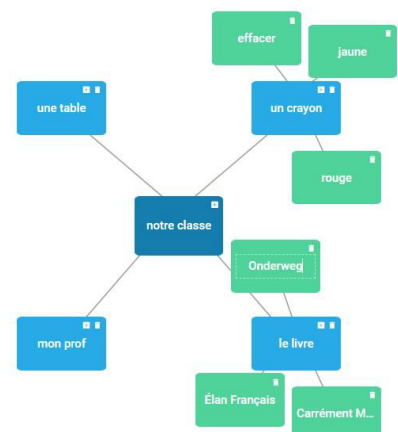 effacer
jaune
une table
un crayon
rouge
notre classe
Onderweg
mon prof
le livre
Élan Français
Carrément M...